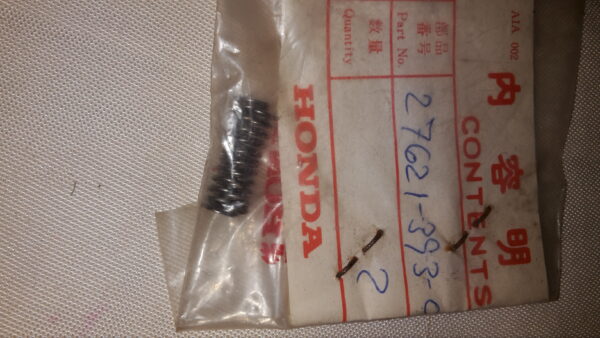 AIA 002
内容明
CONTENTS
部品
番号
Part No. 27621-393-0
数量
Quantity 2
HONDA